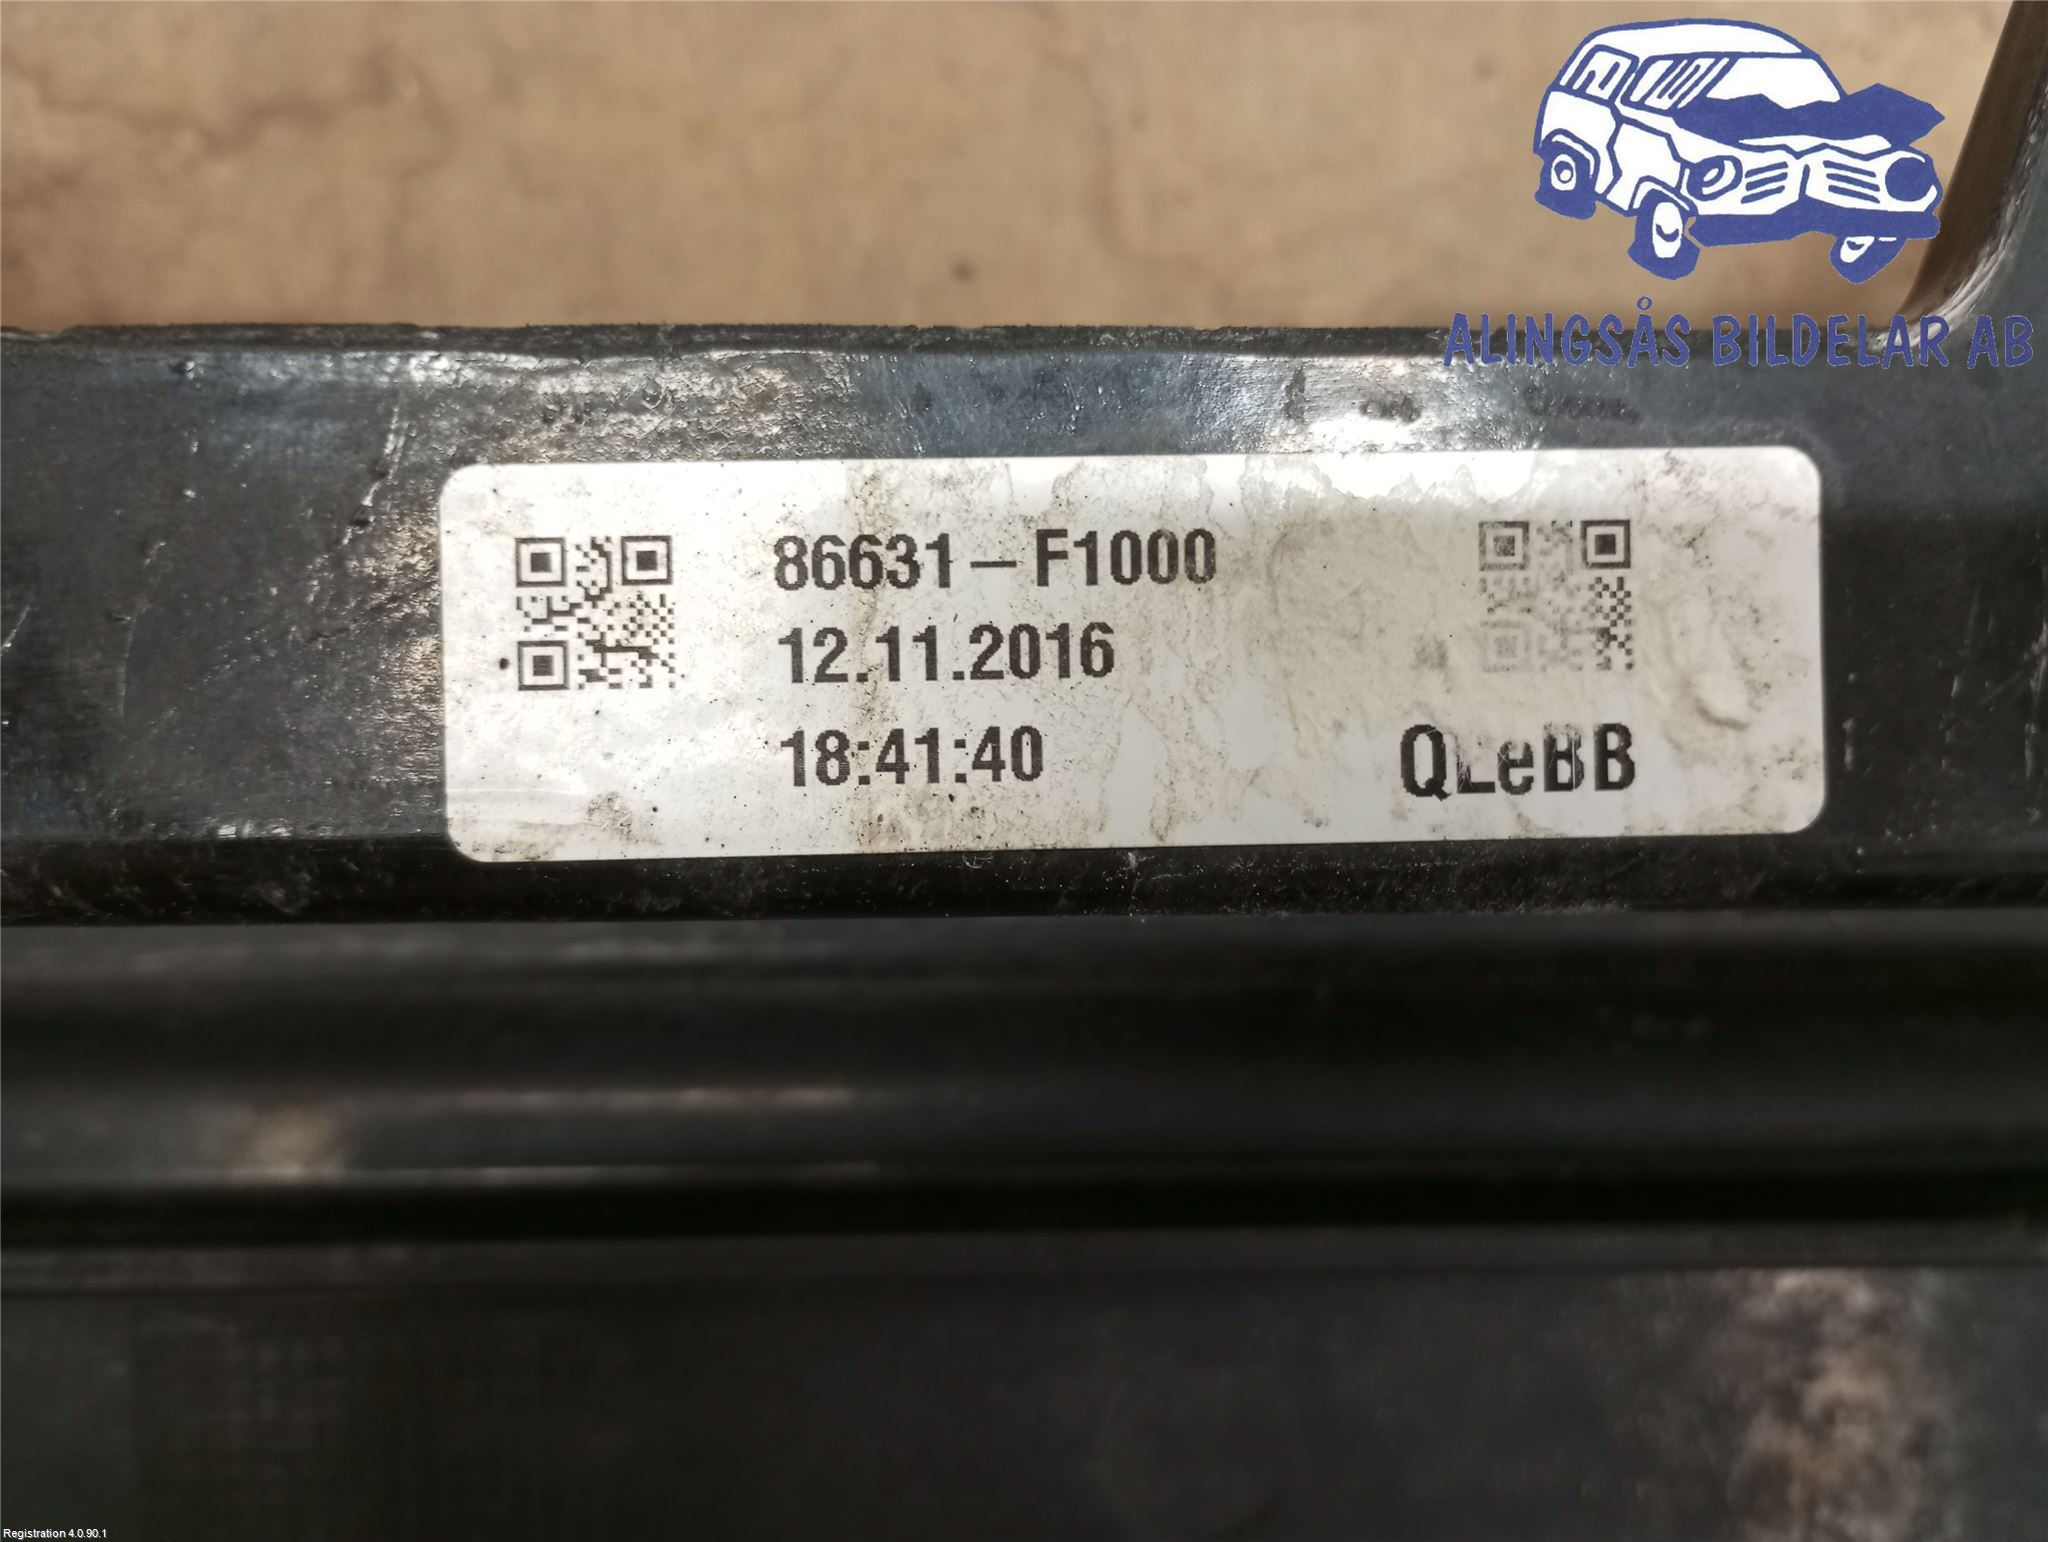 ALINGSÅS BILDELAR AB
86631-F1000
12.11.2016
18:41:40
QLeBB
Registration 4.0.90.1